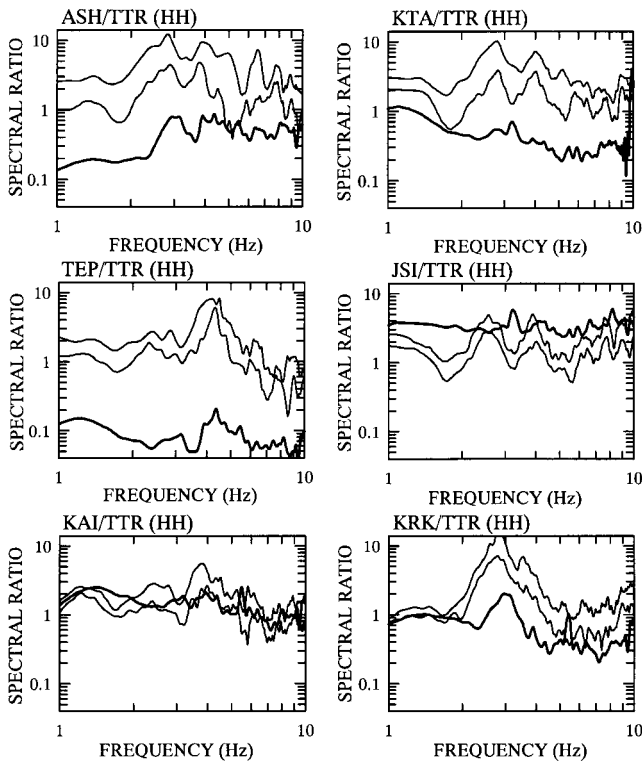 ASH/TTR (HH)
KTA/TTR (HH)
SPECTRAL RATIO
10
1
0.1
1
10
FREQUENCY (Hz)
SPECTRAL RATIO
10
1
0.1
1
10
FREQUENCY (Hz)
TEP/TTR (HH)
JSI/TTR (HH)
SPECTRAL RATIO
10
1
0.1
1
10
FREQUENCY (Hz)
SPECTRAL RATIO
10
1
0.1
1
10
FREQUENCY (Hz)
KAI/TTR (HH)
KRK/TTR (HH)
SPECTRAL RATIO
10
1
0.1
1
10
FREQUENCY (Hz)
SPECTRAL RATIO
10
1
0.1
1
10
FREQUENCY (Hz)